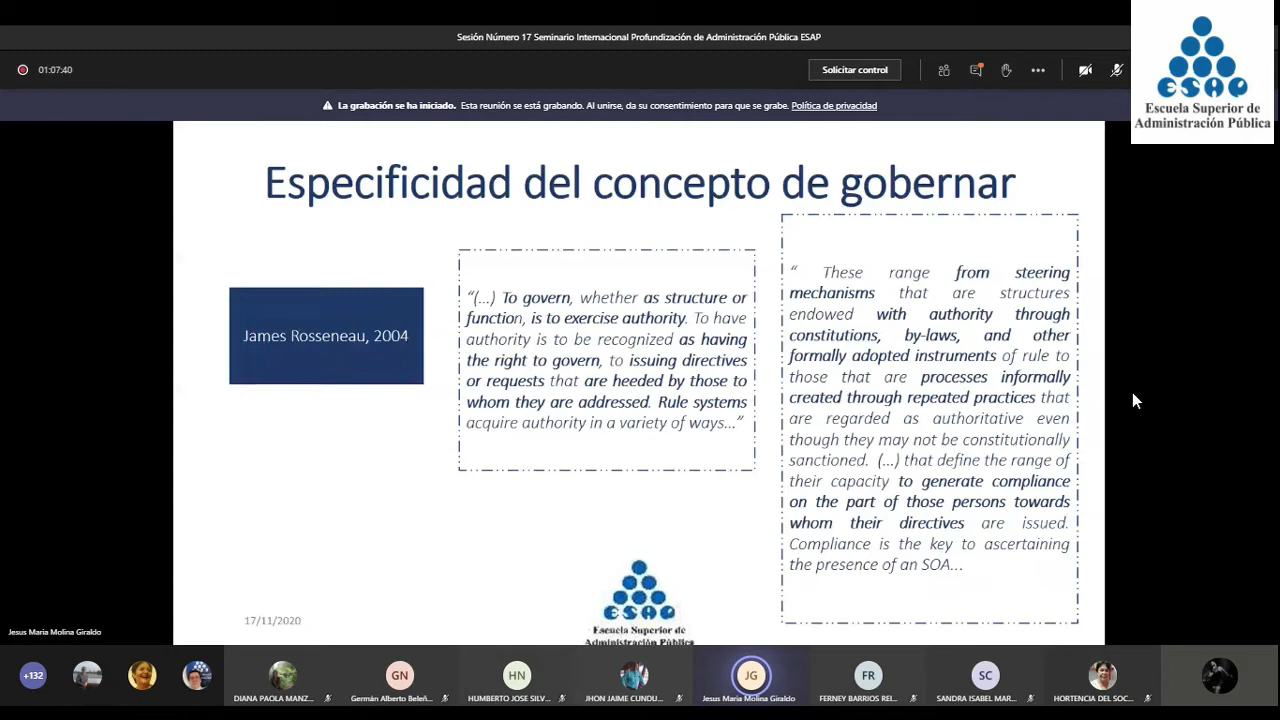 Sesión Número 17 Seminario Internacional Profundización de Administración Pública ESAP
01:07:40
Solicitar control
La grabación se ha iniciado. Esta reunión se está grabando. Al unirse, da su consentimiento para que se grabe. Política de privacidad
ESAP
Escuela Superior de
Administración Pública
Especificidad del concepto de gobernar
James Rosseneau, 2004
“(...) To govern, whether as structure or
function, is to exercise authority. To have
authority is to be recognized as having
the right to govern, to issuing directives
or requests that are heeded by those to
whom they are addressed. Rule systems
acquire authority in a variety of ways...”
“ These range from steering
mechanisms that are structures
endowed with authority through
constitutions, by-laws, and other
formally adopted instruments of rule to
those that are processes informally
created through repeated practices that
are regarded as authoritative even
though they may not be constitutionally
sanctioned. (...) that define the range of
their capacity to generate compliance
on the part of those persons towards
whom their directives are issued.
Compliance is the key to ascertaining
the presence of an SOA...
17/11/2020
ESAP
Escuela Superior de
Administración Pública
Jesus Maria Molina Giraldo
+132
DIANA PAOLA MANZ...
GN
Germán Alberto Beleñ...
HN
HUMBERTO JOSE SILV...
JHON JAIME CUNDU...
JG
Jesus Maria Molina Giraldo
FR
FERNEY BARRIOS REI...
SC
SANDRA ISABEL MAR...
HORTENCIA DEL SOC...